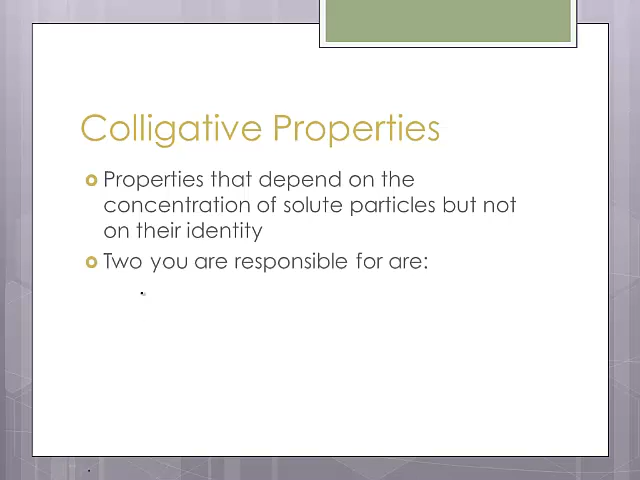 Colligative Properties
Properties that depend on the
concentration of solute particles but not
on their identity
Two you are responsible for are: